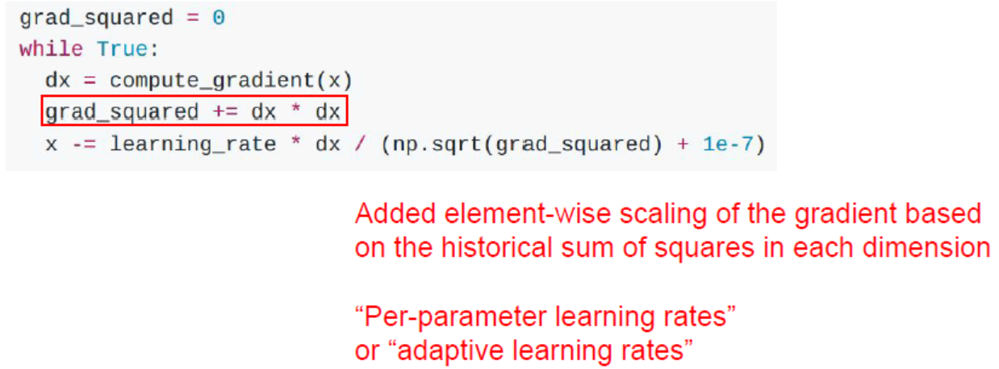 grad_squared = 0
while True:
  dx = compute_gradient(x)
  grad_squared += dx * dx
  x -= learning_rate * dx / (np.sqrt(grad_squared) + 1e-7)
Added element-wise scaling of the gradient based
on the historical sum of squares in each dimension
“Per-parameter learning rates”
or “adaptive learning rates”